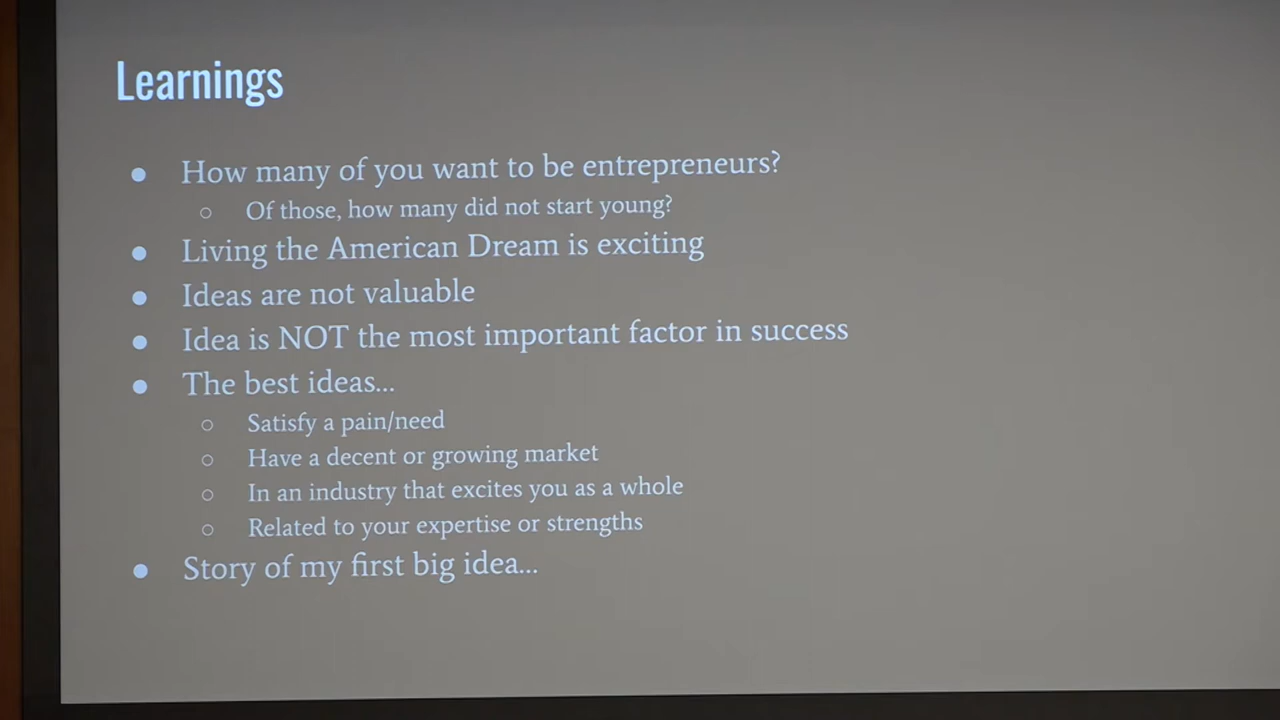 Learnings
● How many of you want to be entrepreneurs?
○ Of those, how many did not start young?
● Living the American Dream is exciting
● Ideas are not valuable
● Idea is NOT the most important factor in success
● The best ideas...
○ Satisfy a pain/need
○ Have a decent or growing market
○ In an industry that excites you as a whole
○ Related to your expertise or strengths
● Story of my first big idea...